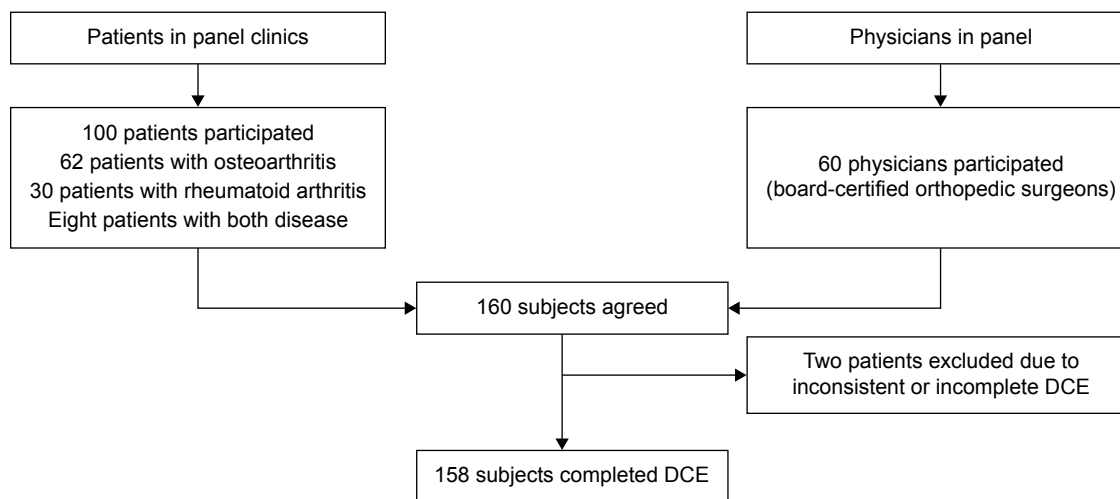 Patients in panel clinics
Physicians in panel
100 patients participated
62 patients with osteoarthritis
30 patients with rheumatoid arthritis
Eight patients with both disease
60 physicians participated
(board-certified orthopedic surgeons)
160 subjects agreed
Two patients excluded due to
inconsistent or incomplete DCE
158 subjects completed DCE